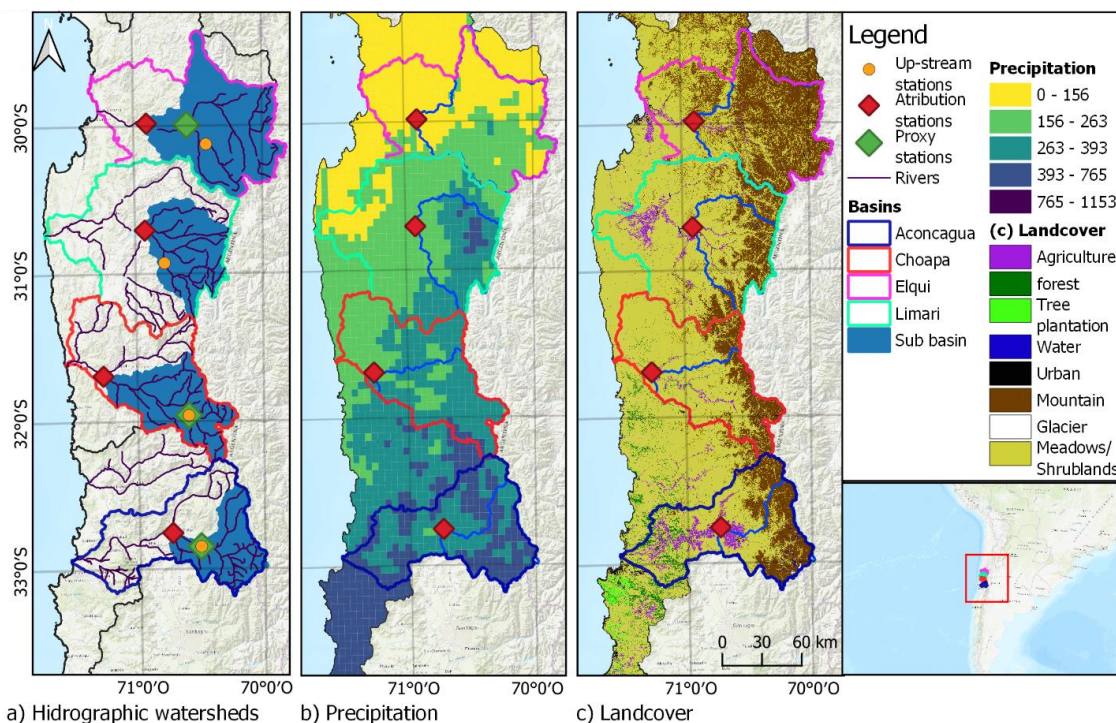 Legend
Up-stream
stations
Atribution
stations
Proxy
stations
Rivers
Basins
Aconcagua
Choapa
Elqui
Limari
Sub basin
Precipitation
0 - 156
156 - 263
263 - 393
393 - 765
765 - 1153
(c) Landcover
Agriculture
forest
Tree
plantation
Water
Urban
Mountain
Glacier
Meadows/
Shrublands
30°0'S
31°0'S
32°0'S
33°0'S
0 30 60 km
71°0'O 70°0'O
71°0'O 70°0'O
71°0'O 70°0'O
a) Hidrographic watersheds
b) Precipitation
c) Landcover